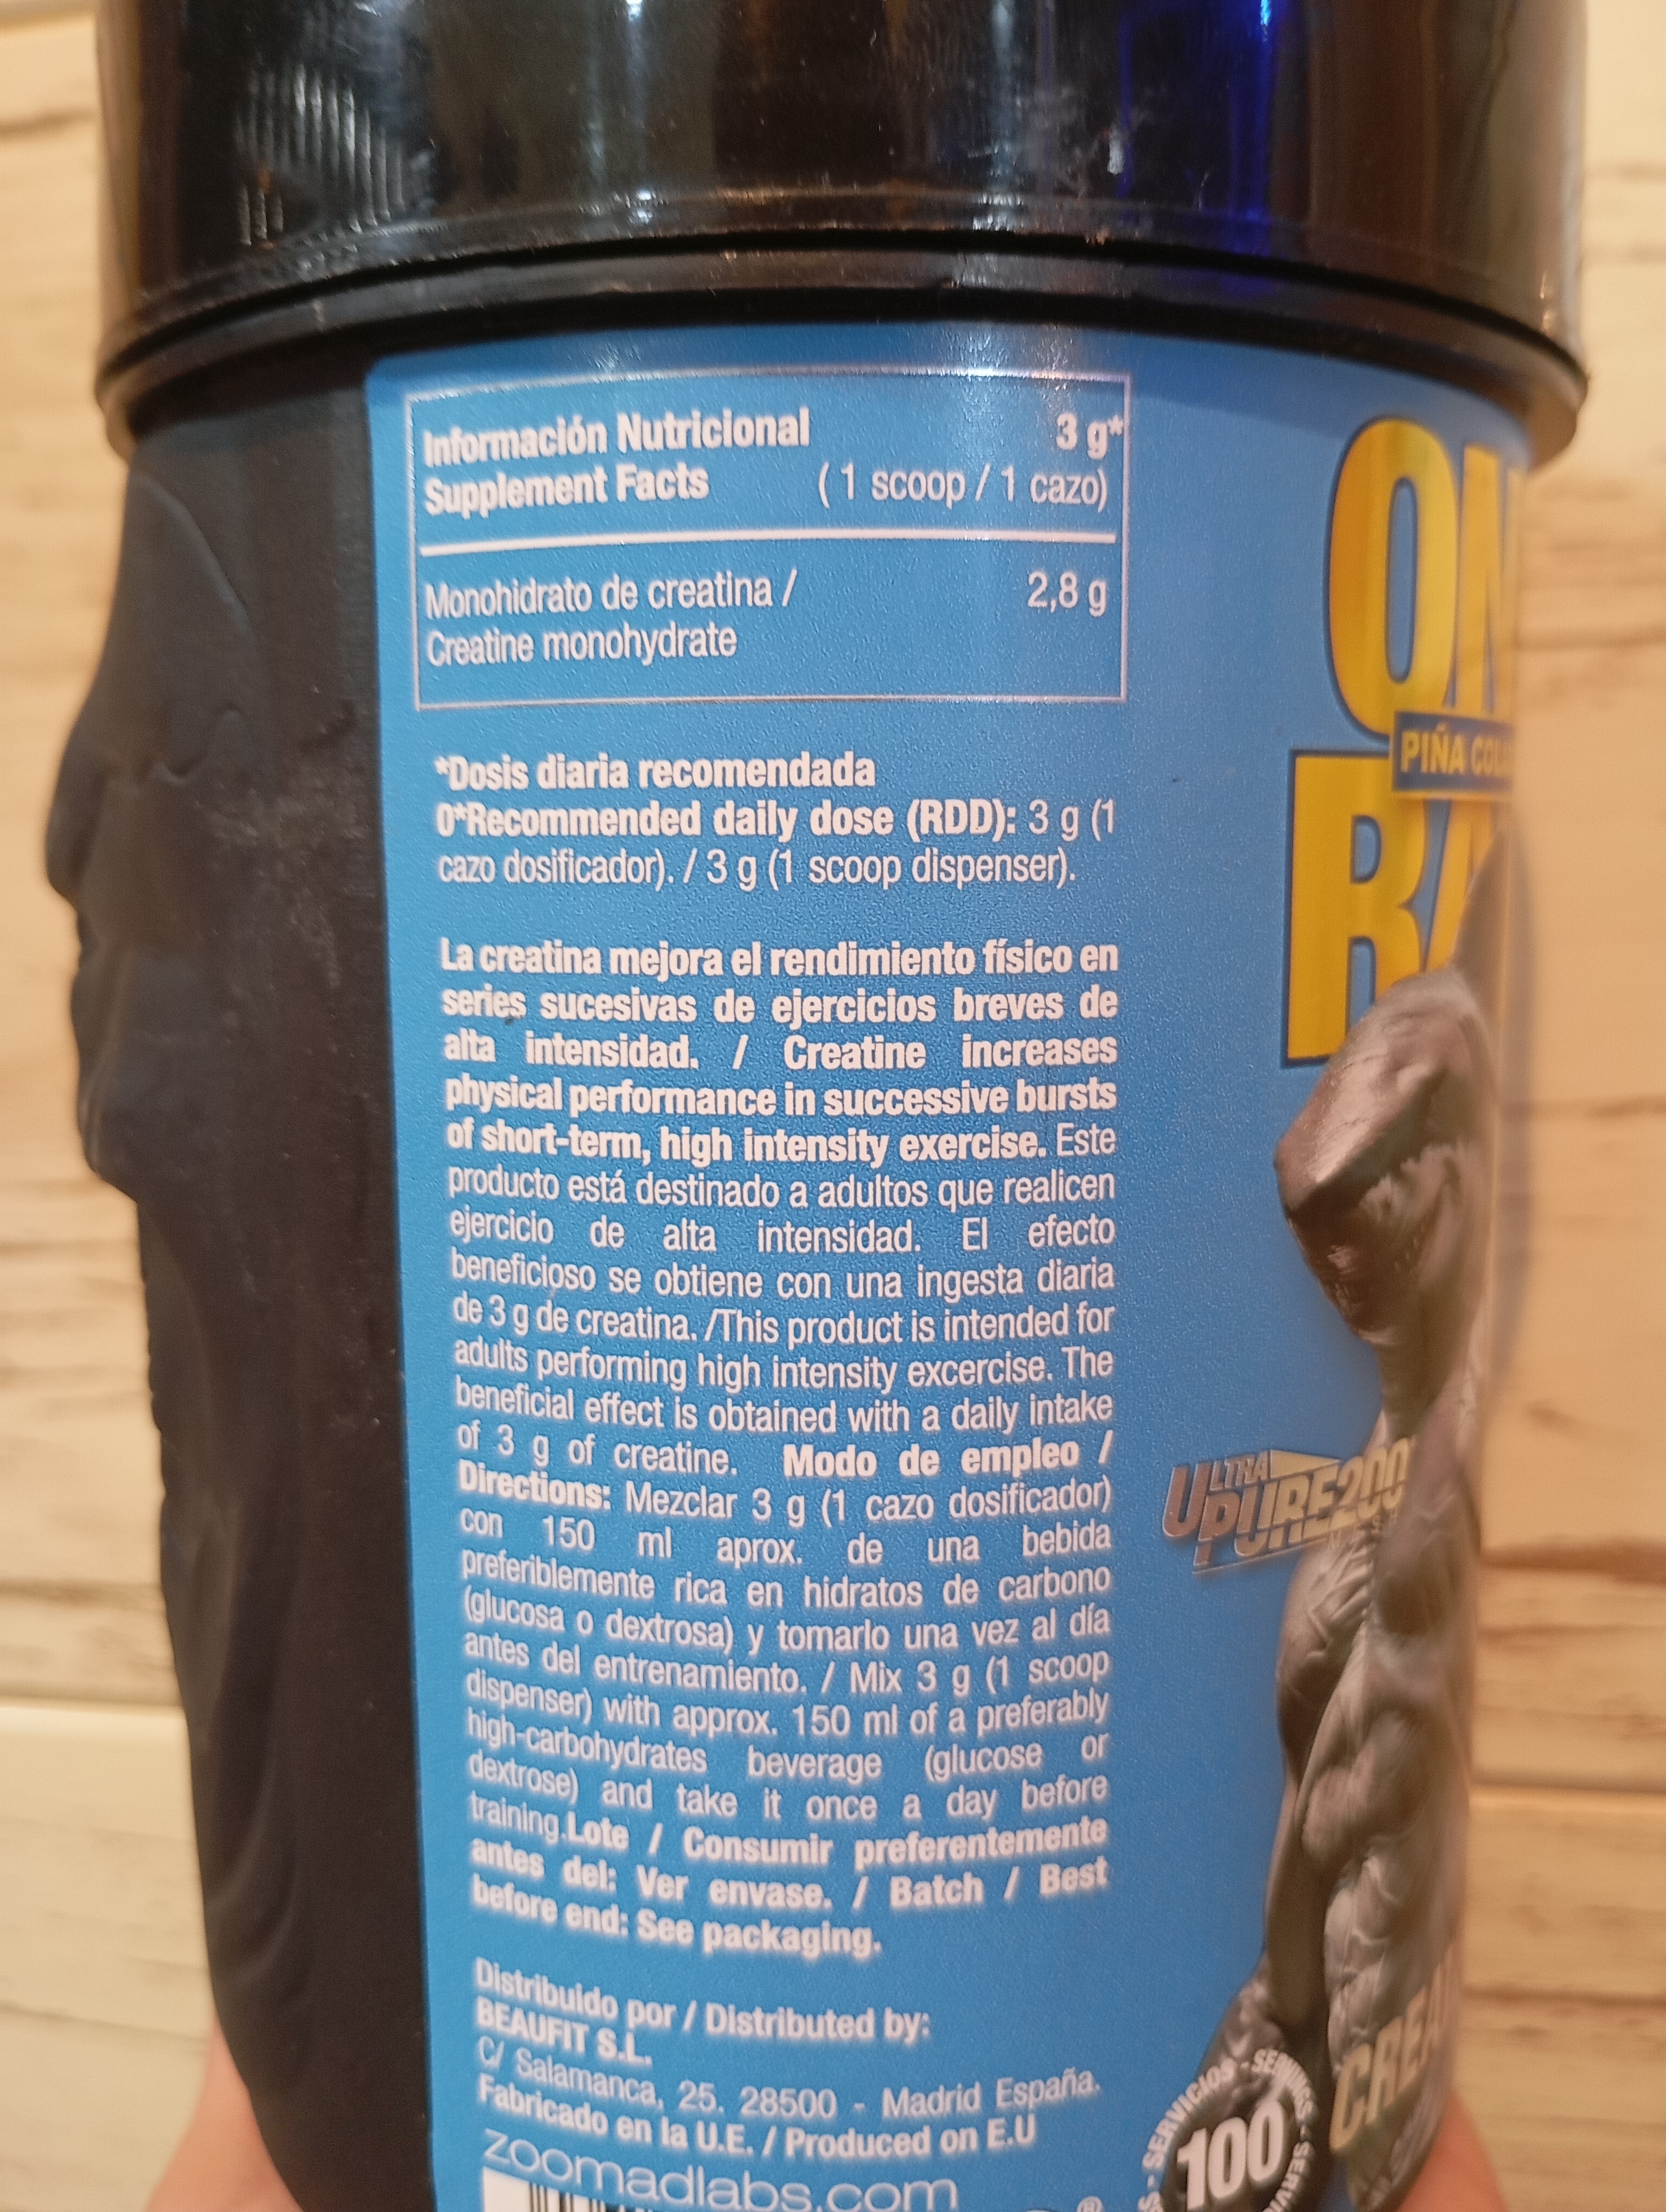 Información Nutricional 3 g*
Supplement Facts (1 scoop / 1 cazo)
Monohidrato de creatina / 2,8 g
Creatine monohydrate
*Dosis diaria recomendada
0*Recommended daily dose (RDD): 3 g (1
cazo dosificador). / 3 g (1 scoop dispenser).
La creatina mejora el rendimiento físico en
series sucesivas de ejercicios breves de
alta intensidad. / Creatine increases
physical performance in successive bursts
of short-term, high intensity exercise. Este
producto está destinado a adultos que realicen
ejercicio de alta intensidad. El efecto
beneficioso se obtiene con una ingesta diaria
de 3 g de creatina. /This product is intended for
adults performing high intensity excercise. The
beneficial effect is obtained with a daily intake
of 3 g of creatine. Modo de empleo /
Directions: Mezclar 3 g (1 cazo dosificador)
con 150 ml aprox. de una bebida
preferiblemente rica en hidratos de carbono
(glucosa o dextrosa) y tomarlo una vez al día
antes del entrenamiento. / Mix 3 g (1 scoop
dispenser) with approx. 150 ml of a preferably
high-carbohydrates beverage (glucose or
dextrose) and take it once a day before
training.Lote / Consumir preferentemente
antes del: Ver envase. / Batch / Best
before end: See packaging.
Distribuido por / Distributed by:
BEAUFIT S.L.
C/ Salamanca, 25. 28500 - Madrid España.
Fabricado en la U.E. / Produced on E.U
zoomadlabs.com
PIÑA
ULTRA
PURE200
SERVICIOS
100